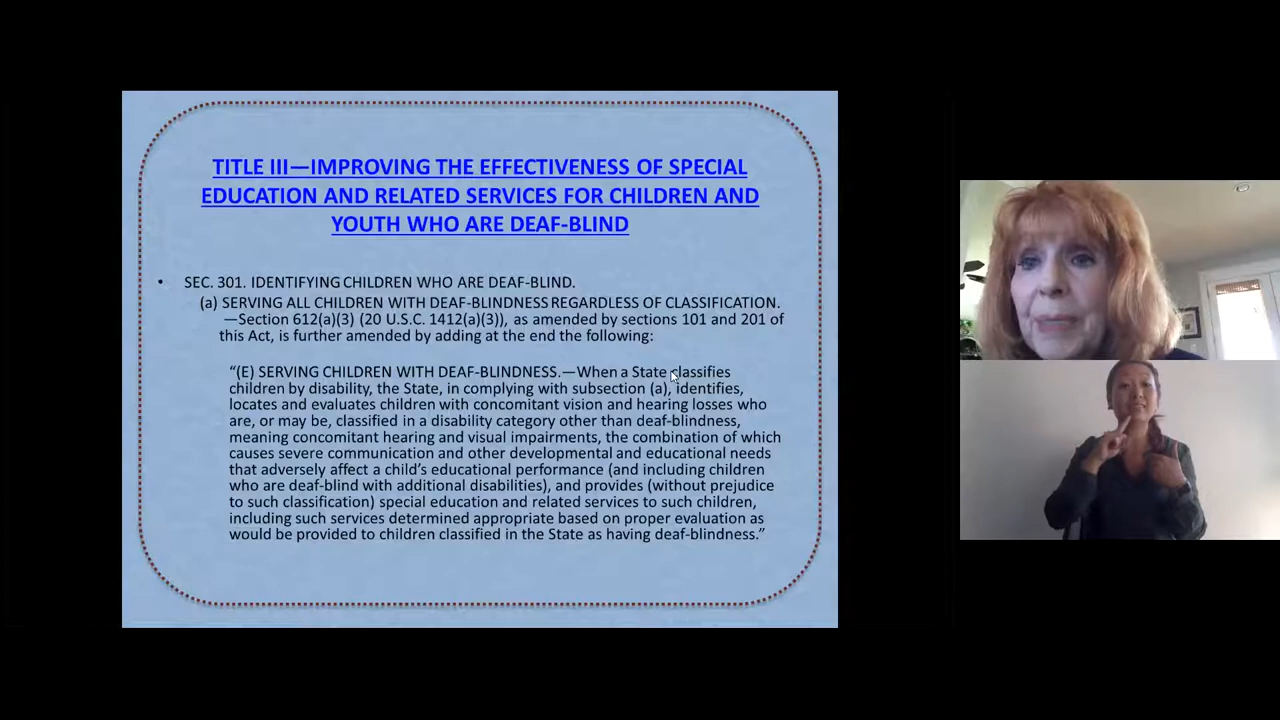 TITLE III—IMPROVING THE EFFECTIVENESS OF SPECIAL
EDUCATION AND RELATED SERVICES FOR CHILDREN AND
YOUTH WHO ARE DEAF-BLIND
• SEC. 301. IDENTIFYING CHILDREN WHO ARE DEAF-BLIND.
(a) SERVING ALL CHILDREN WITH DEAF-BLINDNESS REGARDLESS OF CLASSIFICATION.
—Section 612(a)(3) (20 U.S.C. 1412(a)(3)), as amended by sections 101 and 201 of
this Act, is further amended by adding at the end the following:
“(E) SERVING CHILDREN WITH DEAF-BLINDNESS.—When a State classifies
children by disability, the State, in complying with subsection (a), identifies,
locates and evaluates children with concomitant vision and hearing losses who
are, or may be, classified in a disability category other than deaf-blindness,
meaning concomitant hearing and visual impairments, the combination of which
causes severe communication and other developmental and educational needs
that adversely affect a child’s educational performance (and including children
who are deaf-blind with additional disabilities), and provides (without prejudice
to such classification) special education and related services to such children,
including such services determined appropriate based on proper evaluation as
would be provided to children classified in the State as having deaf-blindness.”